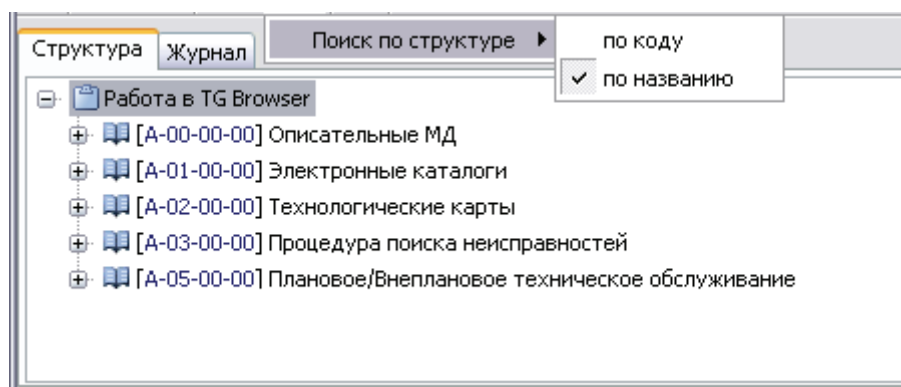 Поиск по структуре
по коду
по названию
Структура
Журнал
Работа в TG Browser
[A-00-00-00] Описательные МД
[A-01-00-00] Электронные каталоги
[A-02-00-00] Технологические карты
[A-03-00-00] Процедура поиска неисправностей
[A-05-00-00] Плановое/Внеплановое техническое обслуживание